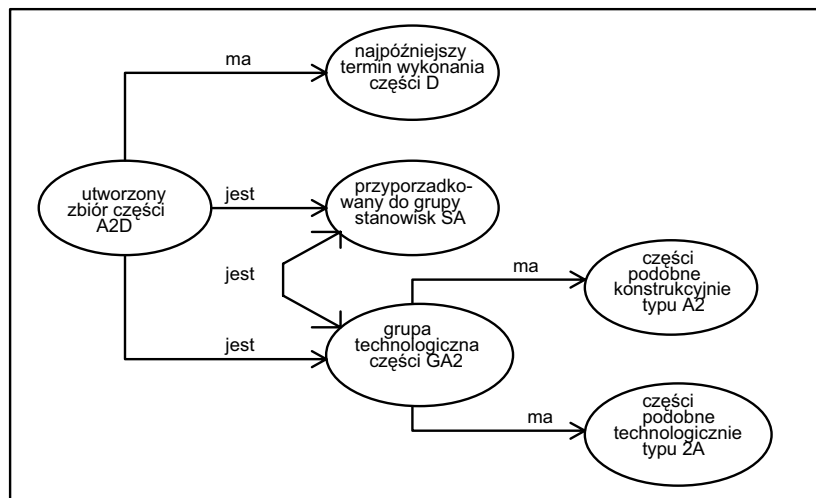 najpóźniejszy
termin wykonania
części D
ma
utworzony
zbiór części
A2D
jest
przyporzadko-
wany do grupy
stanowisk SA
jest
ma
części
podobne
konstrukcyjnie
typu A2
grupa
technologiczna
części GA2
jest
ma
części
podobne
technologicznie
typu 2A